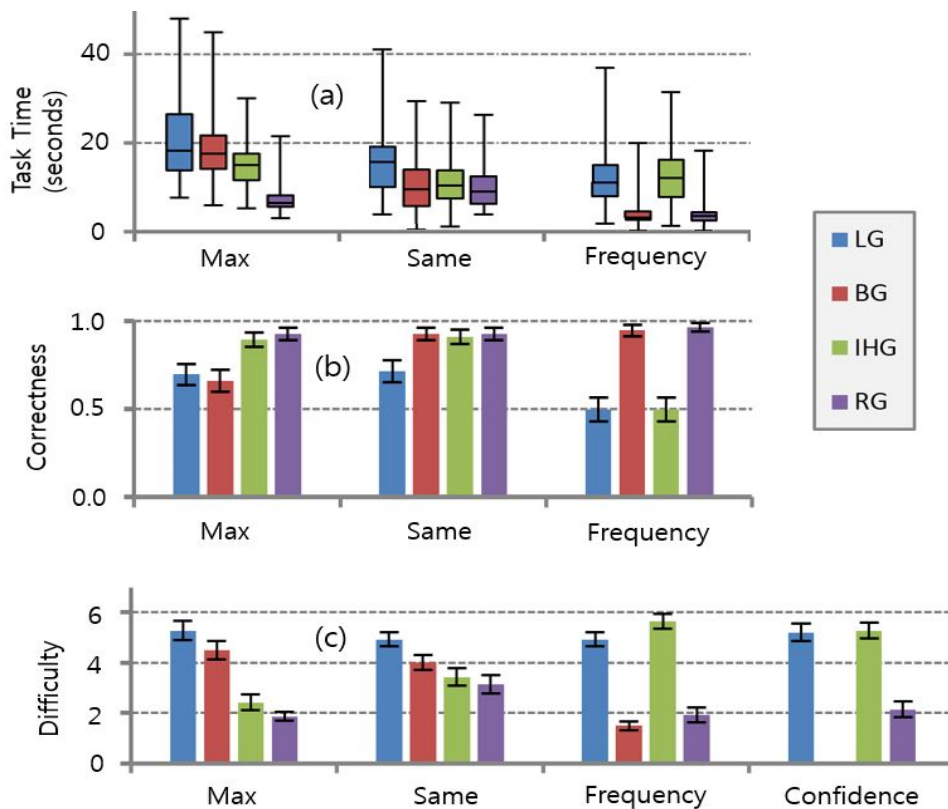 Task Time
(seconds)
40
20
0
(a)
Max
Same
Frequency
Correctness
1.0
0.5
0.0
(b)
Max
Same
Frequency
Difficulty
6
4
2
0
(c)
Max
Same
Frequency
Confidence
LG
BG
IHG
RG